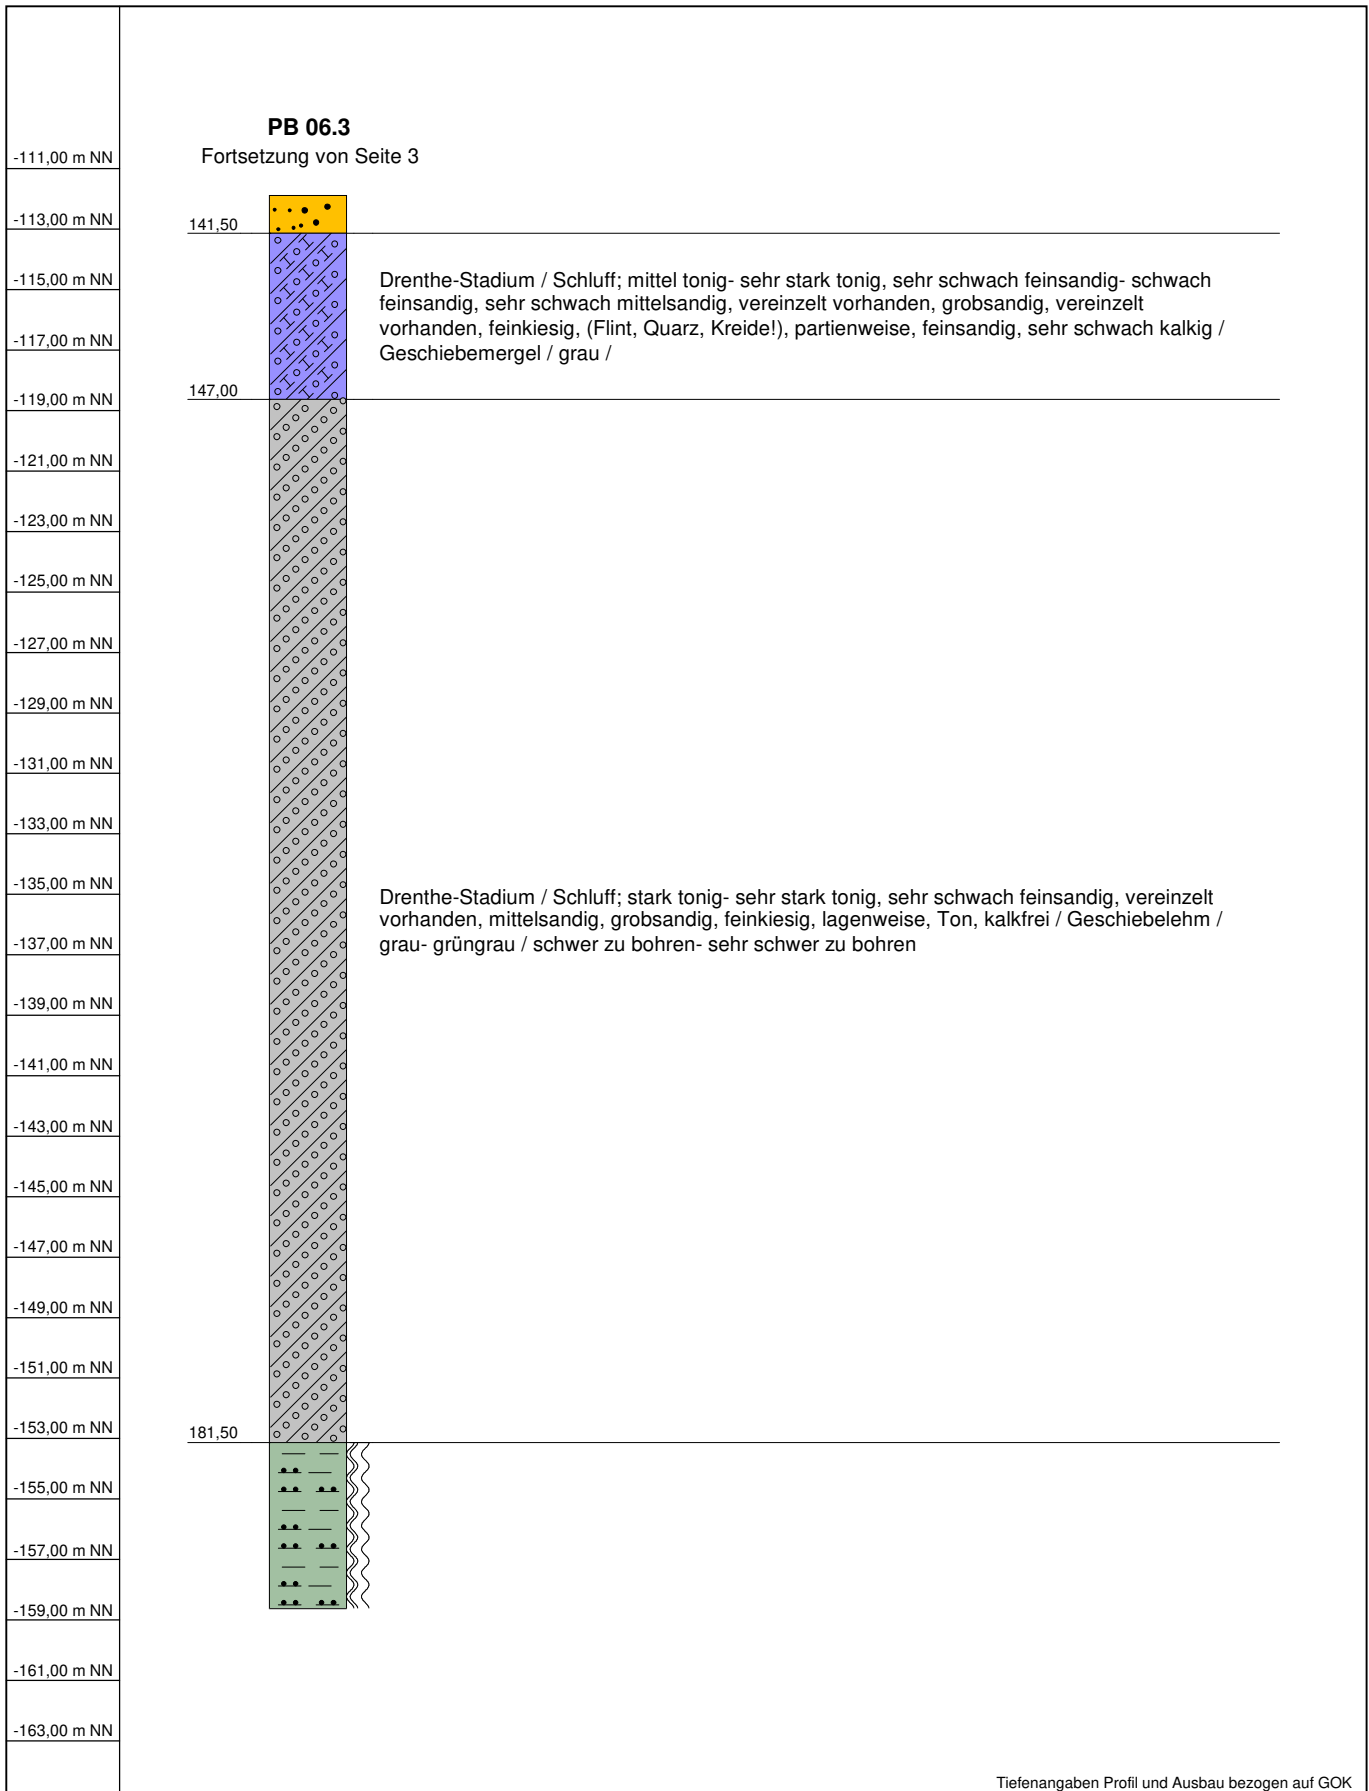 PB 06.3
Fortsetzung von Seite 3
-111,00 m NN
-113,00 m NN
141,50
-115,00 m NN
Drenthe-Stadium / Schluff; mittel tonig- sehr stark tonig, sehr schwach feinsandig- schwach
feinsandig, sehr schwach mittelsandig, vereinzelt vorhanden, grobsandig, vereinzelt
vorhanden, feinkiesig, (Flint, Quarz, Kreide!), partienweise, feinsandig, sehr schwach kalkig /
Geschiebemergel / grau /
-117,00 m NN
147,00
-119,00 m NN
-121,00 m NN
-123,00 m NN
-125,00 m NN
-127,00 m NN
-129,00 m NN
-131,00 m NN
-133,00 m NN
-135,00 m NN
Drenthe-Stadium / Schluff; stark tonig- sehr stark tonig, sehr schwach feinsandig, vereinzelt
vorhanden, mittelsandig, grobsandig, feinkiesig, lagenweise, Ton, kalkfrei / Geschiebelehm /
grau- grüngrau / schwer zu bohren- sehr schwer zu bohren
-137,00 m NN
-139,00 m NN
-141,00 m NN
-143,00 m NN
-145,00 m NN
-147,00 m NN
-149,00 m NN
-151,00 m NN
-153,00 m NN
181,50
-155,00 m NN
-157,00 m NN
-159,00 m NN
-161,00 m NN
-163,00 m NN
Tiefenangaben Profil und Ausbau bezogen auf GOK